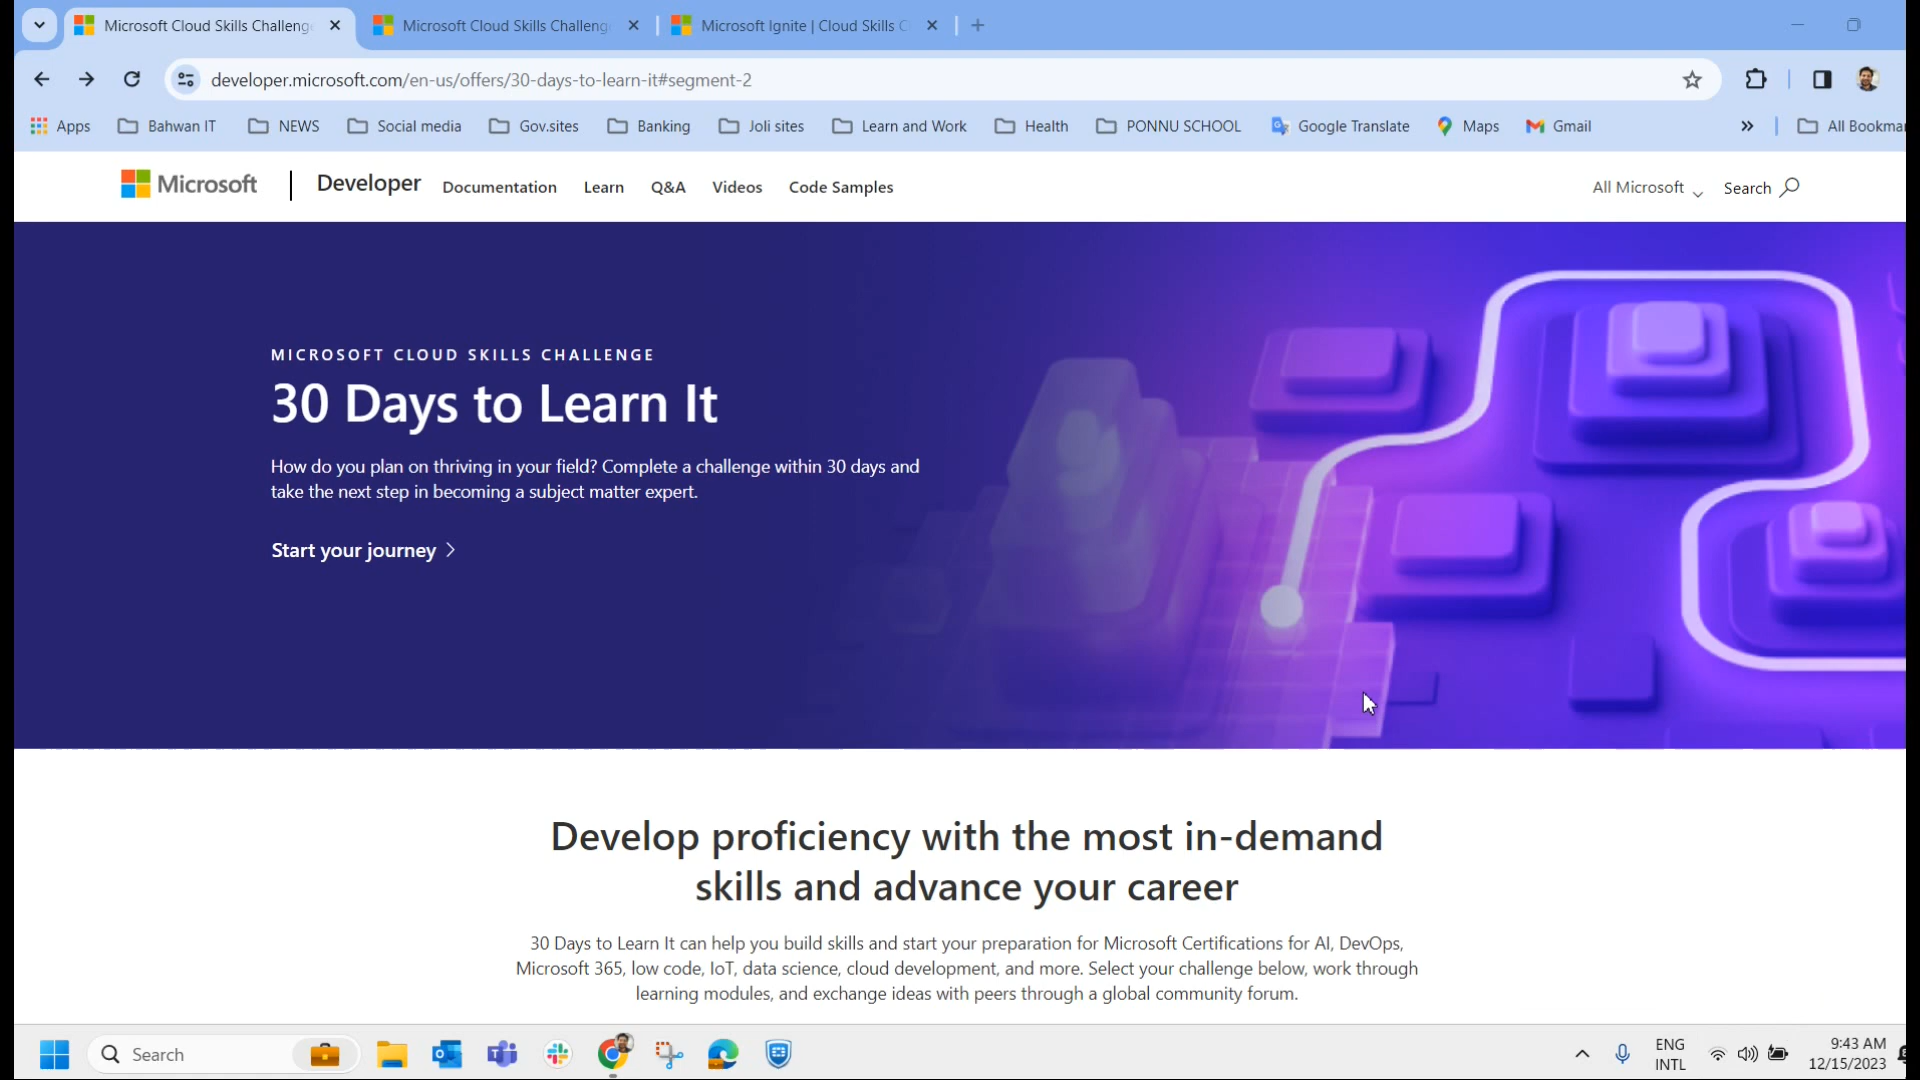 Microsoft Cloud Skills Challeng
Microsoft Cloud Skills Challeng
Microsoft Ignite | Cloud Skills C
developer.microsoft.com/en-us/offers/30-days-to-learn-it#segment-2
Apps
Bahwan IT
NEWS
Social media
Gov.sites
Banking
Joli sites
Learn and Work
Health
PONNU SCHOOL
Google Translate
Maps
Gmail
All Bookmar
Microsoft
Developer
Documentation
Learn
Q&A
Videos
Code Samples
All Microsoft
Search
MICROSOFT CLOUD SKILLS CHALLENGE
30 Days to Learn It
How do you plan on thriving in your field? Complete a challenge within 30 days and
take the next step in becoming a subject matter expert.
Start your journey
Develop proficiency with the most in-demand
skills and advance your career
30 Days to Learn It can help you build skills and start your preparation for Microsoft Certifications for AI, DevOps,
Microsoft 365, low code, IoT, data science, cloud development, and more. Select your challenge below, work through
learning modules, and exchange ideas with peers through a global community forum.
Search
ENG
INTL
9:43 AM
12/15/2023